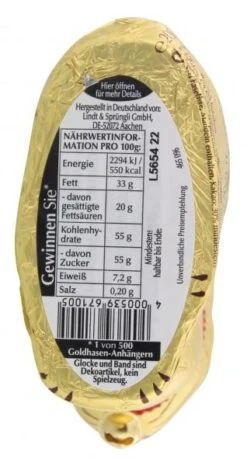 Hier öffnen
für mehr Details
Hergestellt in Deutschland von:
Lindt & Sprüngli GmbH,
DE-52072 Aachen
NÄHRWERTINFOR-
MATION PRO 100g:
Energie 2294 kJ /
550 kcal
Fett 33 g
- davon
gesättigte
Fettsäuren 20 g
Kohlenhy-
drate 55 g
- davon
Zucker 55 g
Eiweiß 7,2 g
Salz 0,20 g
L5654 22
Mindestens
haltbar bis Ende:
465 096
Unverbindliche Preisempfehlung
Gewinnen Sie*
4 000539 671005
* 1 von 500
Goldhasen-Anhängern
Glocke und Band sind
Dekoartikel, kein
Spielzeug.